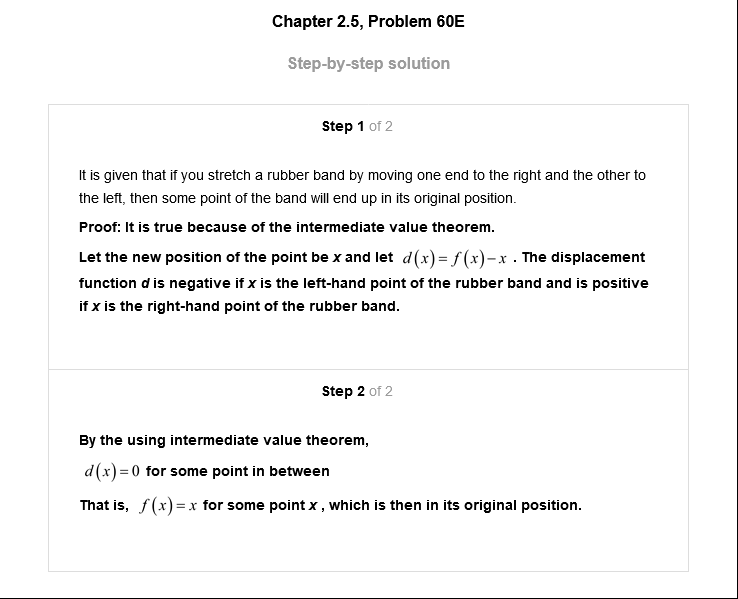 Chapter 2.5, Problem 60E
Step-by-step solution
Step 1 of 2
It is given that if you stretch a rubber band by moving one end to the right and the other to
the left, then some point of the band will end up in its original position.
Proof: It is true because of the intermediate value theorem.
Let the new position of the point be x and let d(x)=f(x)−x . The displacement
function d is negative if x is the left-hand point of the rubber band and is positive
if x is the right-hand point of the rubber band.
Step 2 of 2
By the using intermediate value theorem,
d(x)=0 for some point in between
That is, f(x)=x for some point x , which is then in its original position.